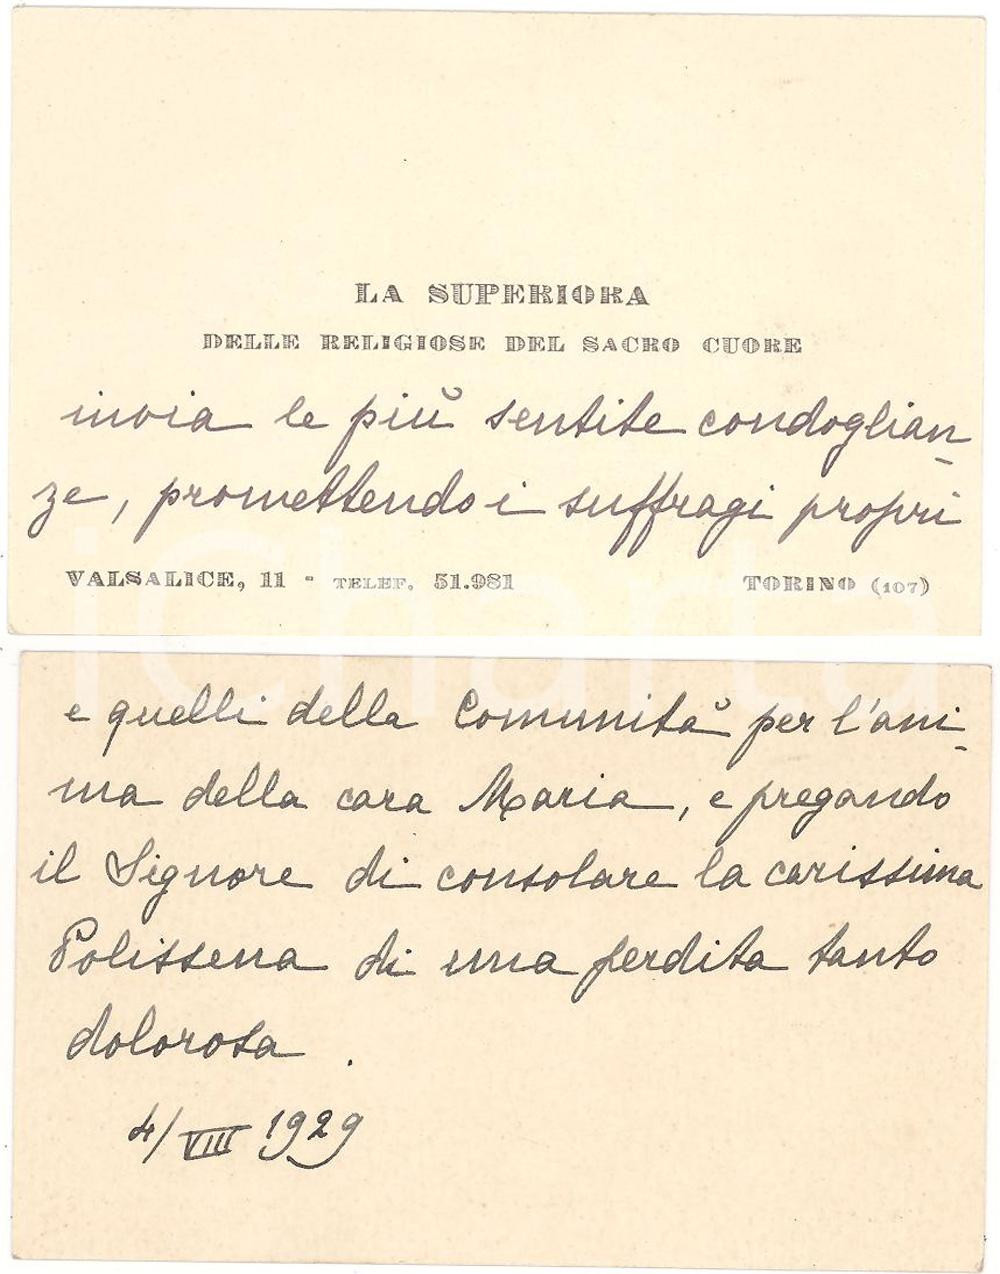 LA SUPERIORA
DELLE RELIGIOSE DEL SACRO CUORE
invia le più sentite condoglian-
ze, promettendo i suffragi propri
VALSALICE, 11 - TELEF. 51.981 TORINO (107)
iCharta
e quelli della Comunità per l'ani-
ma della cara Maria, e pregando
il Signore di consolare la carissima
Polissena di una perdita tanto
dolorosa.
4/VIII 1929